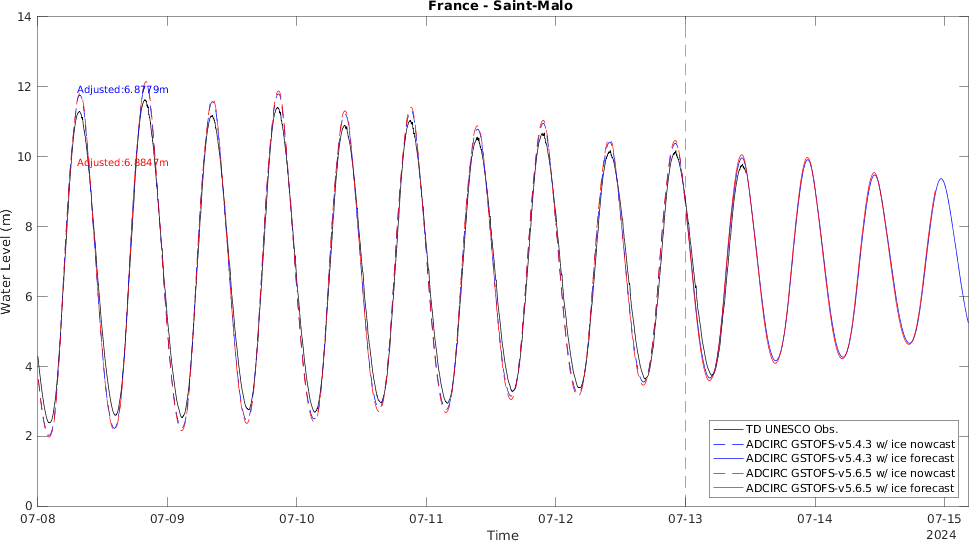 France - Saint-Malo
14
12
10
8
6
4
2
0
Water Level (m)
Adjusted:6.8779m
Adjusted:6.8847m
TD UNESCO Obs.
ADCIRC GSTOFS-v5.4.3 w/ ice nowcast
ADCIRC GSTOFS-v5.4.3 w/ ice forecast
ADCIRC GSTOFS-v5.6.5 w/ ice nowcast
ADCIRC GSTOFS-v5.6.5 w/ ice forecast
07-08 07-09 07-10 07-11 07-12 07-13 07-14 07-15
2024
Time